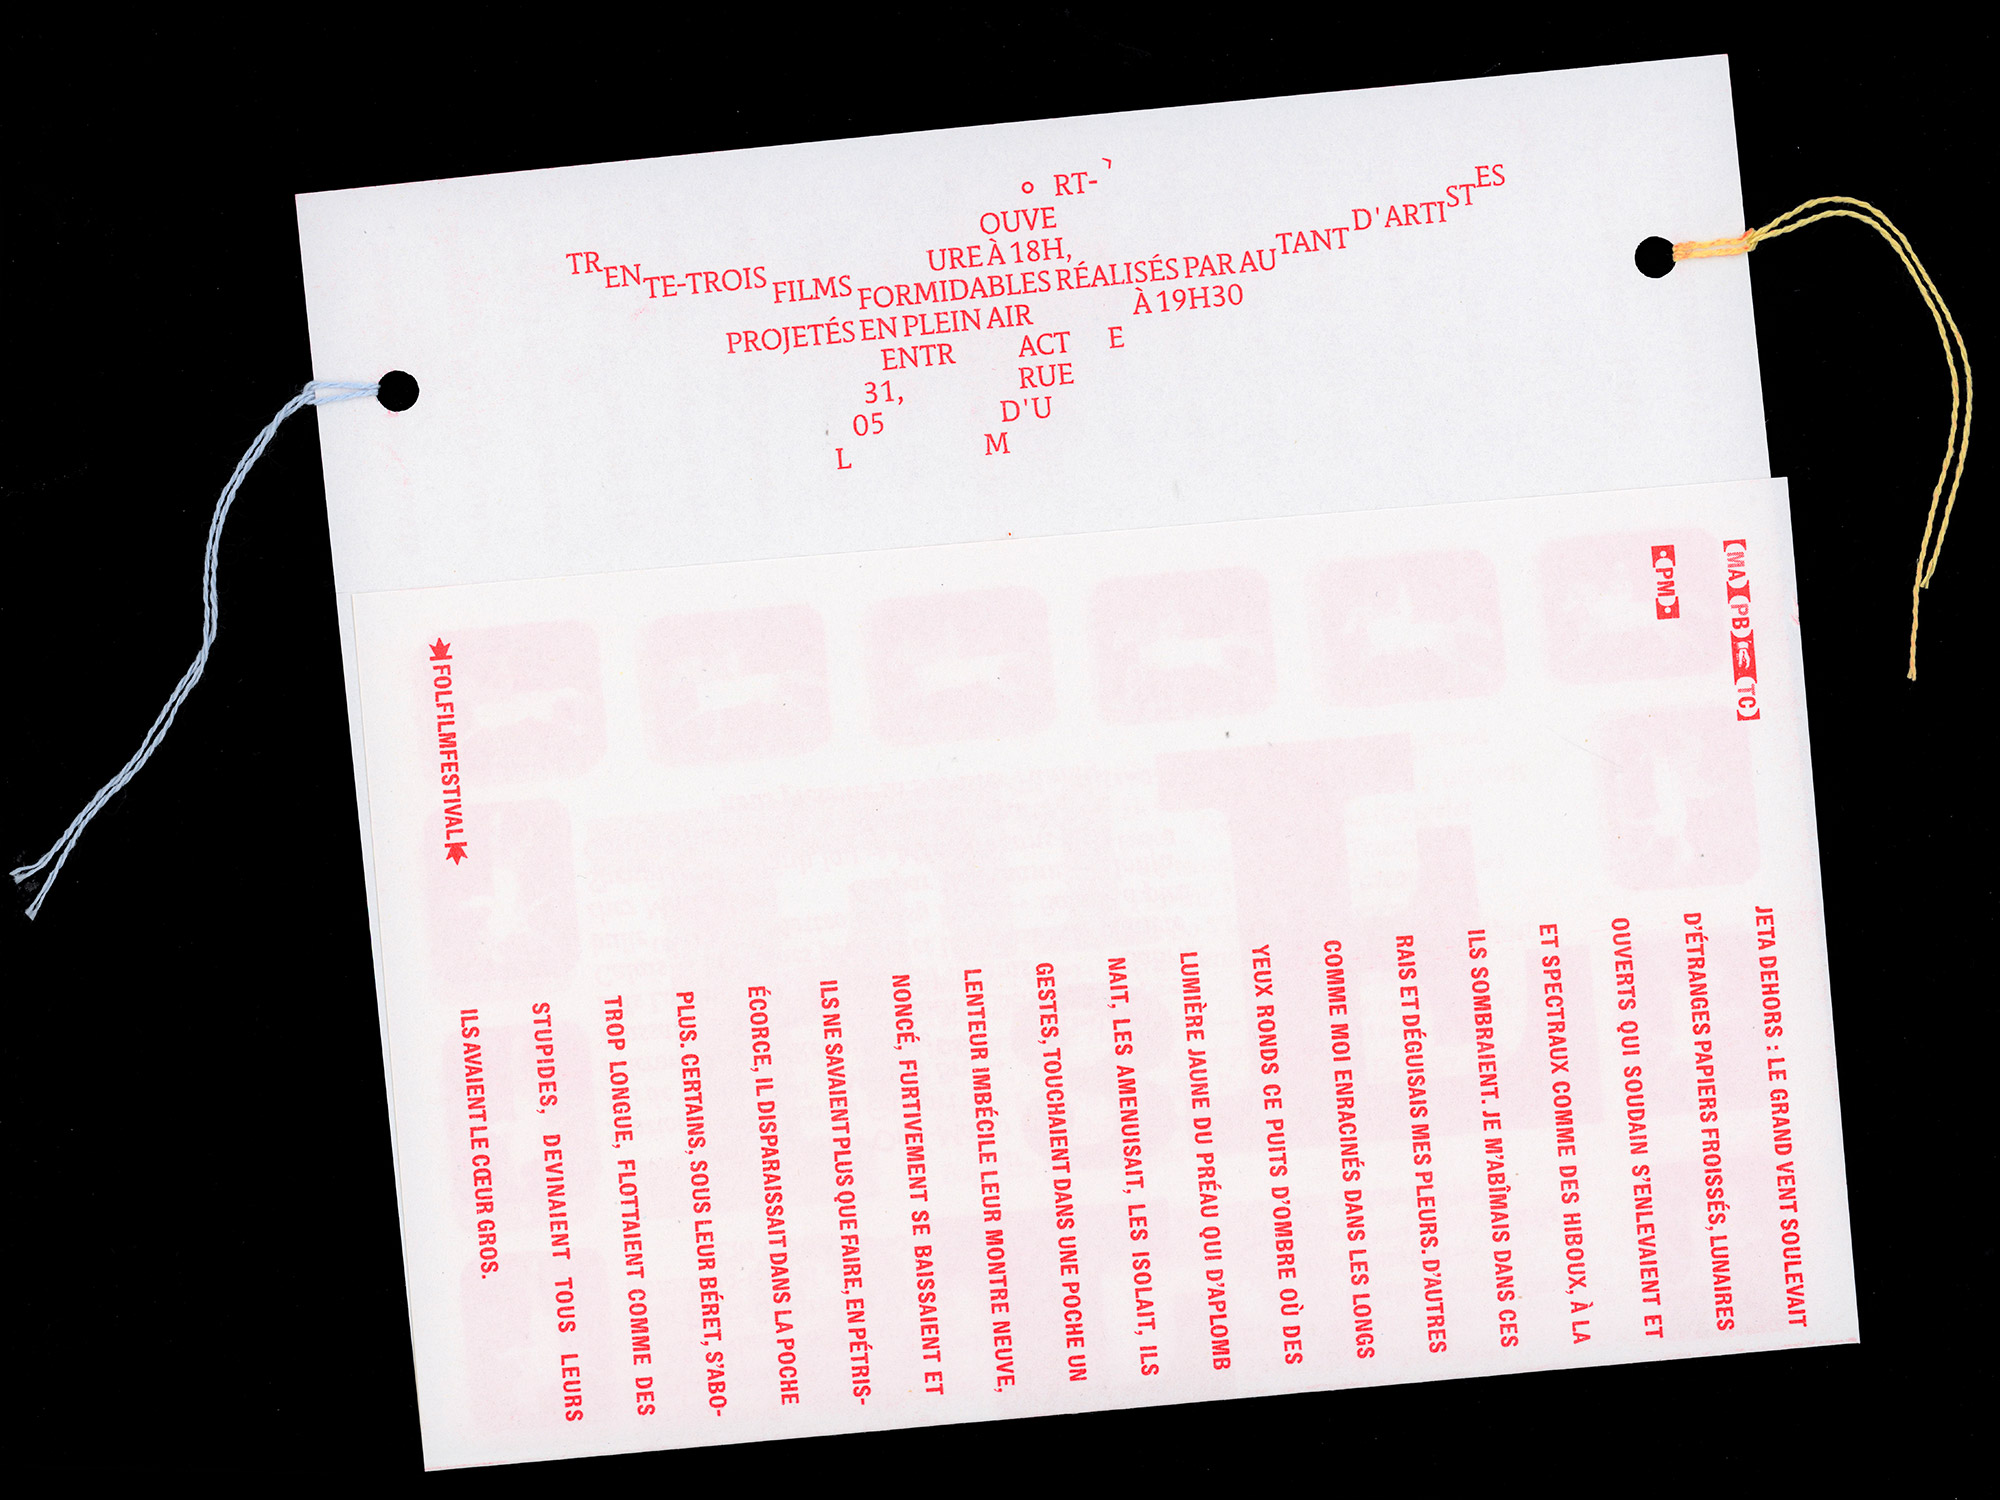 ° RT-`
OUVE
URE À 18H,
TRENTE-TROIS FILMS FORMIDABLES RÉALISÉS PAR AUTANT D'ARTISTES
PROJETÉS EN PLEIN AIR À 19H30
ENTR ACT E
31, RUE
05 D'U
L M
[MA] (PB) (TC)
(PM)
FOLFILMFESTIVAL
JETA DEHORS : LE GRAND VENT SOULEVAIT
D'ÉTRANGES PAPIERS FROISSÉS, LUNAIRES
OUVERTS QUI SOUDAIN S'ENLEVAIENT ET
ET SPECTRAUX COMME DES HIBOUX, À LA
ILS SOMBRAIENT. JE M'ABÎMAIS DANS CES
RAIS ET DÉGUISAIS MES PLEURS. D'AUTRES
COMME MOI ENRACINÉS DANS LES LONGS
YEUX RONDS CE PUITS D'OMBRE OÙ DES
LUMIÈRE JAUNE DU PRÉAU QUI D'APLOMB
NAIT, LES AMENUISAIT, LES ISOLAIT, ILS
GESTES, TOUCHAIENT DANS UNE POCHE UN
LENTEUR IMBÉCILE LEUR MONTRE NEUVE,
NONCÉ, FURTIVEMENT SE BAISSAIENT ET
ILS NE SAVAIENT PLUS QUE FAIRE, EN PÉTRIS-
ÉCORCE, IL DISPARAISSAIT DANS LA POCHE
PLUS. CERTAINS, SOUS LEUR BÉRET, S'ABO-
TROP LONGUE, FLOTTAIENT COMME DES
STUPIDES, DEVINAIENT TOUS LEURS
ILS AVAIENT LE CŒUR GROS.